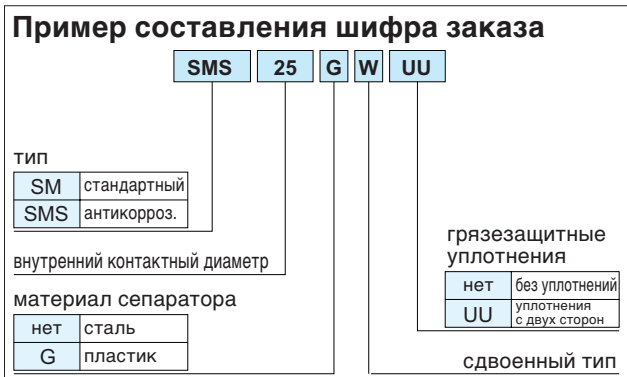 Пример составления шифра заказа
SMS 25 G W UU
тип
SM стандартный
SMS антикорроз.
внутренний контактный диаметр
материал сепаратора
нет сталь
G пластик
грязезащитные
уплотнения
нет без уплотнений
UU уплотнения
с двух сторон
сдвоенный тип